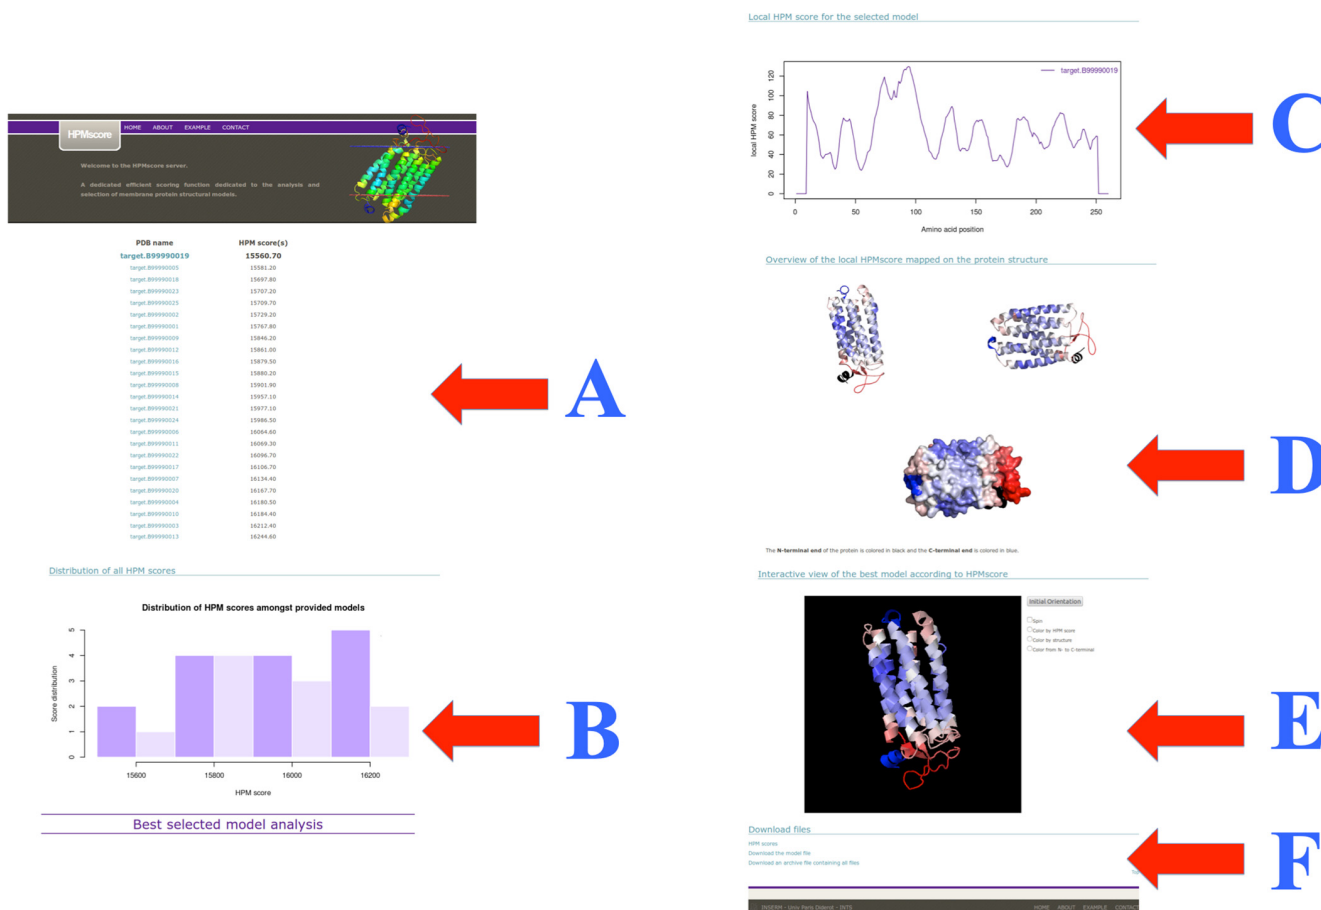 HPMscore
HOME ABOUT EXAMPLE CONTACT
Welcome to the HPMscore server.
A dedicated efficient scoring function dedicated to the analysis and
selection of membrane protein structural models.
PDB name HPM score(s)
target.B99990019 15560.70
target.B99990005 15581.20
target.B99990018 15697.80
target.B99990023 15707.20
target.B99990025 15709.70
target.B99990002 15729.20
target.B99990001 15767.80
target.B99990009 15846.20
target.B99990012 15861.00
target.B99990016 15879.50
target.B99990015 15880.20
target.B99990008 15901.90
target.B99990014 15957.10
target.B99990021 15977.10
target.B99990024 15986.50
target.B99990006 16064.60
target.B99990011 16069.30
target.B99990022 16096.70
target.B99990017 16106.70
target.B99990007 16134.40
target.B99990020 16167.70
target.B99990004 16180.50
target.B99990010 16184.40
target.B99990003 16212.40
target.B99990013 16244.60
A
Distribution of all HPM scores
Distribution of HPM scores amongst provided models
Score distribution
5
4
3
2
1
0
15600 15800 16000 16200
HPM score
B
Best selected model analysis
Local HPM score for the selected model
target.B99990019
local HPM score
120
100
80
60
40
20
0
0 50 100 150 200 250
Amino acid position
C
Overview of the local HPMscore mapped on the protein structure
D
The N-terminal end of the protein is colored in black and the C-terminal end is colored in blue.
Interactive view of the best model according to HPMscore
Initial Orientation
Spin
Color by HPM score
Color by structure
Color from N- to C-terminal
E
Download files
HPM scores
Download the model file
Download an archive file containing all files
Top
F
INSERM - Univ Paris Diderot - INTS
HOME ABOUT EXAMPLE CONTACT